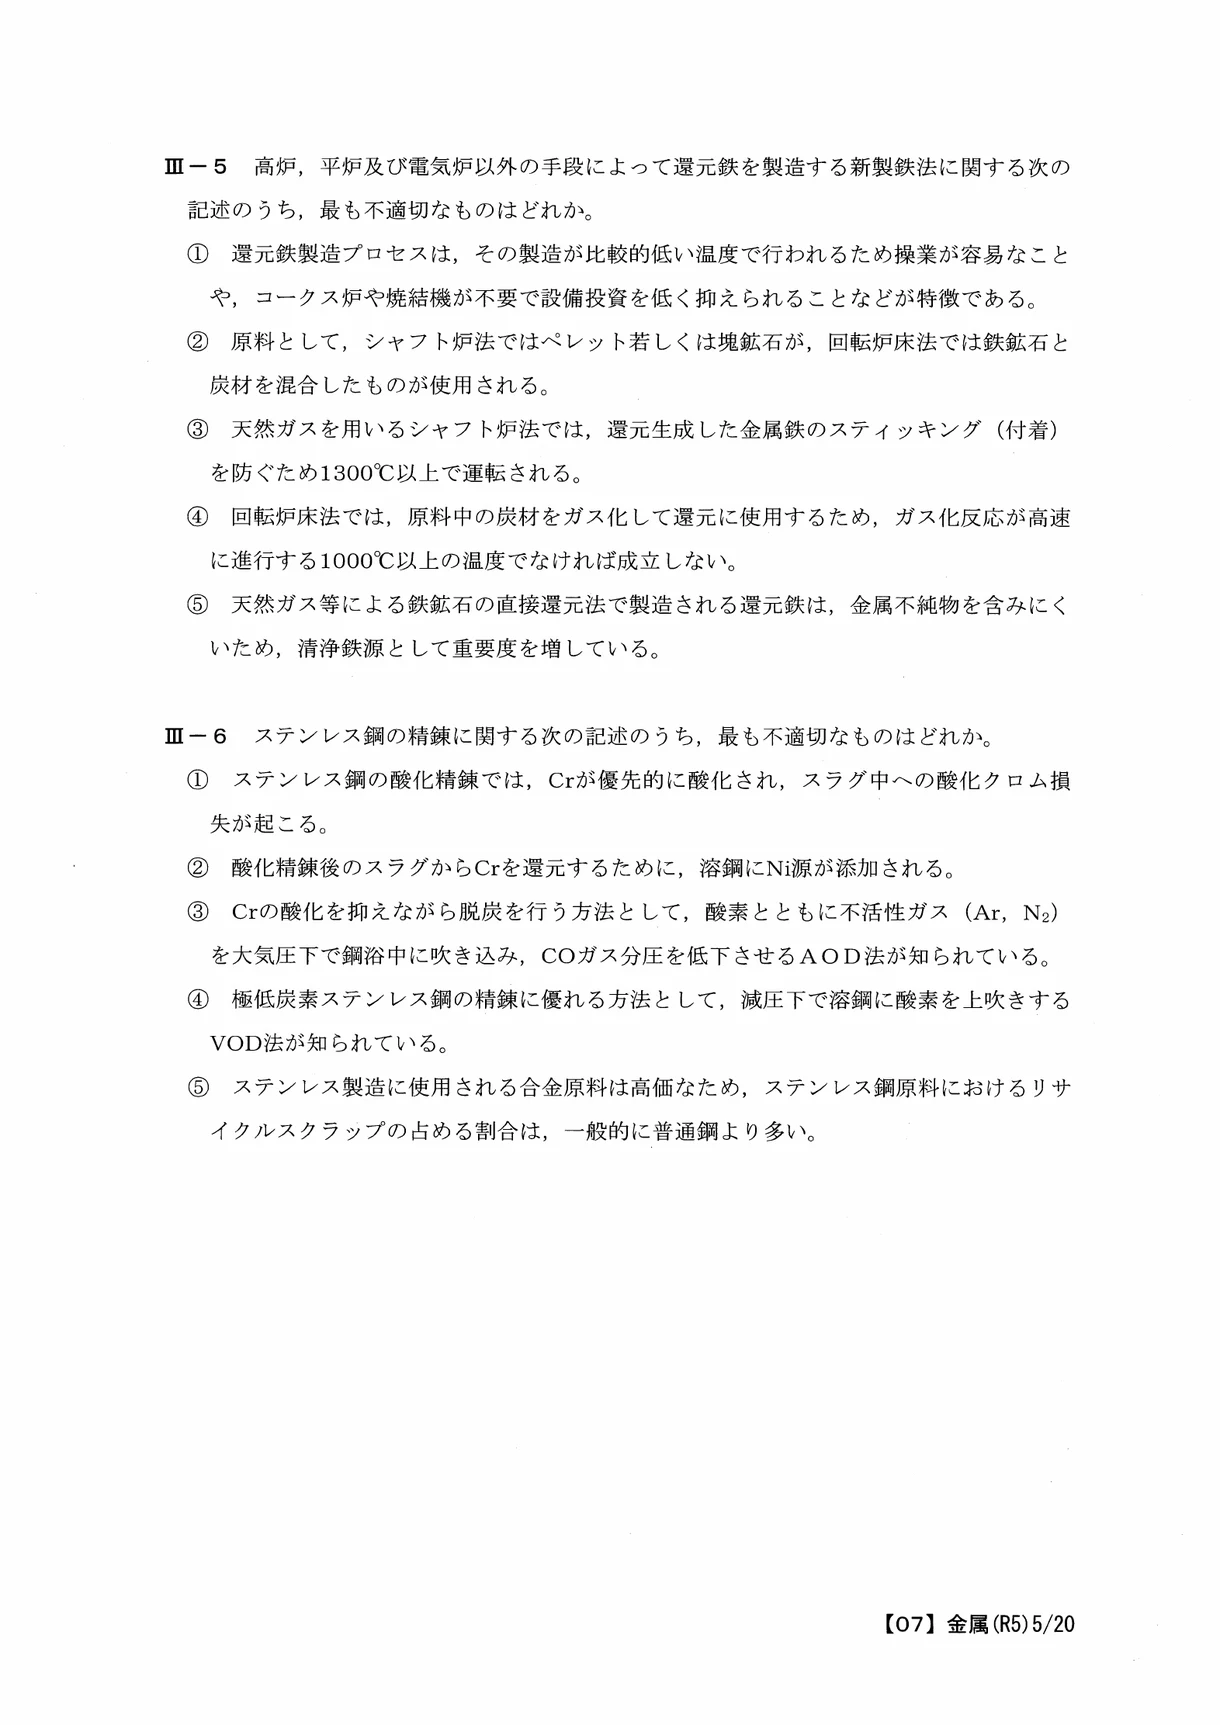 Ⅲ－5　高炉，平炉及び電気炉以外の手段によって還元鉄を製造する新製鉄法に関する次の
記述のうち，最も不適切なものはどれか。
①　還元鉄製造プロセスは，その製造が比較的低い温度で行われるため操業が容易なこと
や，コークス炉や焼結機が不要で設備投資を低く抑えられることなどが特徴である。
②　原料として，シャフト炉法ではペレット若しくは塊鉱石が，回転炉床法では鉄鉱石と
炭材を混合したものが使用される。
③　天然ガスを用いるシャフト炉法では，還元生成した金属鉄のスティッキング（付着）
を防ぐため1300℃以上で運転される。
④　回転炉床法では，原料中の炭材をガス化して還元に使用するため，ガス化反応が高速
に進行する1000℃以上の温度でなければ成立しない。
⑤　天然ガス等による鉄鉱石の直接還元法で製造される還元鉄は，金属不純物を含みにく
いため，清浄鉄源として重要度を増している。
Ⅲ－6　ステンレス鋼の精錬に関する次の記述のうち，最も不適切なものはどれか。
①　ステンレス鋼の酸化精錬では，Crが優先的に酸化され，スラグ中への酸化クロム損
失が起こる。
②　酸化精錬後のスラグからCrを還元するために，溶鋼にNi源が添加される。
③　Crの酸化を抑えながら脱炭を行う方法として，酸素とともに不活性ガス（Ar，N₂）
を大気圧下で鋼浴中に吹き込み，COガス分圧を低下させるＡＯＤ法が知られている。
④　極低炭素ステンレス鋼の精錬に優れる方法として，減圧下で溶鋼に酸素を上吹きする
VOD法が知られている。
⑤　ステンレス製造に使用される合金原料は高価なため，ステンレス鋼原料におけるリサ
イクルスクラップの占める割合は，一般的に普通鋼より多い。
【07】金属(R5)5/20